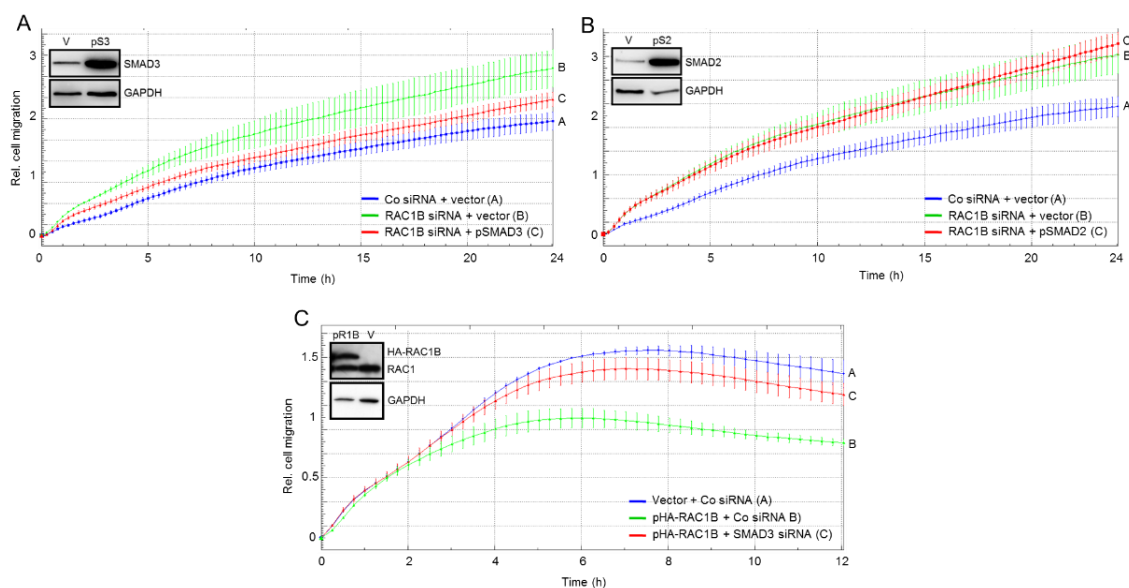 A
V pS3
SMAD3
GAPDH
Rel. cell migration
3
2
1
0
B
C
A
Co siRNA + vector (A)
RAC1B siRNA + vector (B)
RAC1B siRNA + pSMAD3 (C)
0 5 10 15 20 24
Time (h)
B
V pS2
SMAD2
GAPDH
Rel. cell migration
3
2
1
0
C
B
A
Co siRNA + vector (A)
RAC1B siRNA + vector (B)
RAC1B siRNA + pSMAD2 (C)
0 5 10 15 20 24
Time (h)
C
pR1B V
HA-RAC1B
RAC1
GAPDH
Rel. cell migration
1.5
1
0.5
0
A
C
B
Vector + Co siRNA (A)
pHA-RAC1B + Co siRNA B)
pHA-RAC1B + SMAD3 siRNA (C)
0 2 4 6 8 10 12
Time (h)